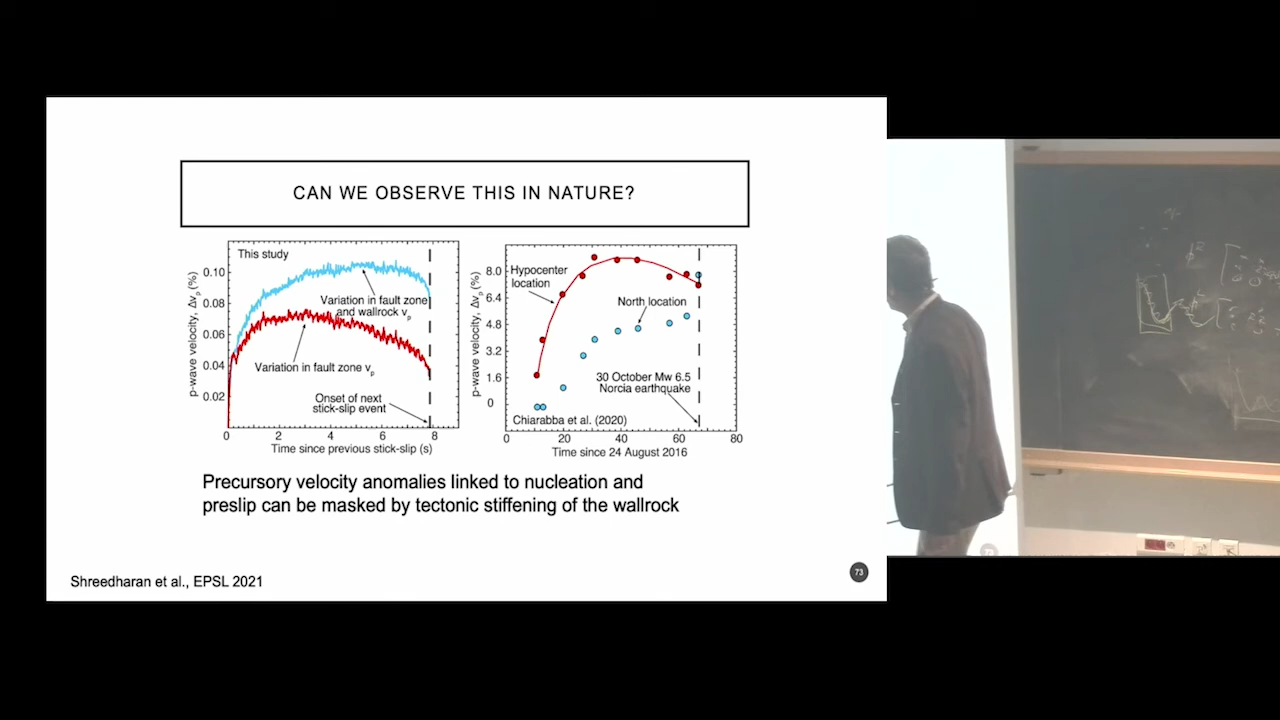 CAN WE OBSERVE THIS IN NATURE?
This study
0.10
0.08
0.06
0.04
0.02
p-wave velocity, Δvp (%)
Variation in fault zone
and wallrock vp
Variation in fault zone vp
Onset of next
stick-slip event
0 2 4 6 8
Time since previous stick-slip (s)
8.0
6.4
4.8
3.2
1.6
0
p-wave velocity, Δvp (%)
Hypocenter
location
North location
30 October Mw 6.5
Norcia earthquake
Chiarabba et al. (2020)
0 20 40 60 80
Time since 24 August 2016
Precursory velocity anomalies linked to nucleation and
preslip can be masked by tectonic stiffening of the wallrock
Shreedharan et al., EPSL 2021
73